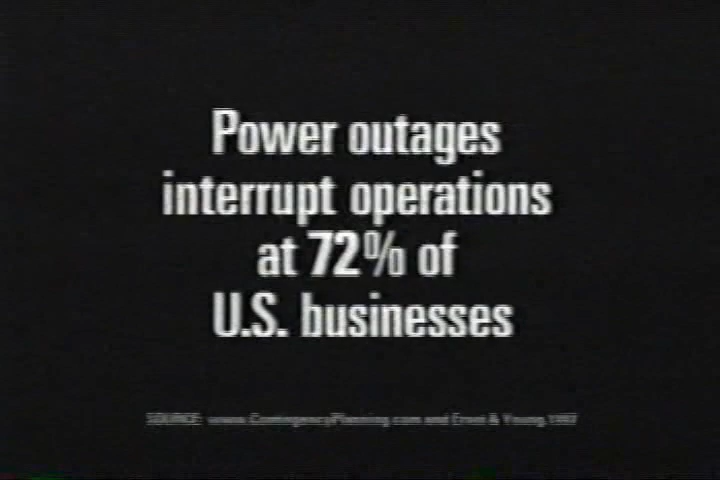 Power outages
interrupt operations
at 72% of
U.S. businesses
SOURCE: www.ContingencyPlanning.com and Ernst & Young 1997